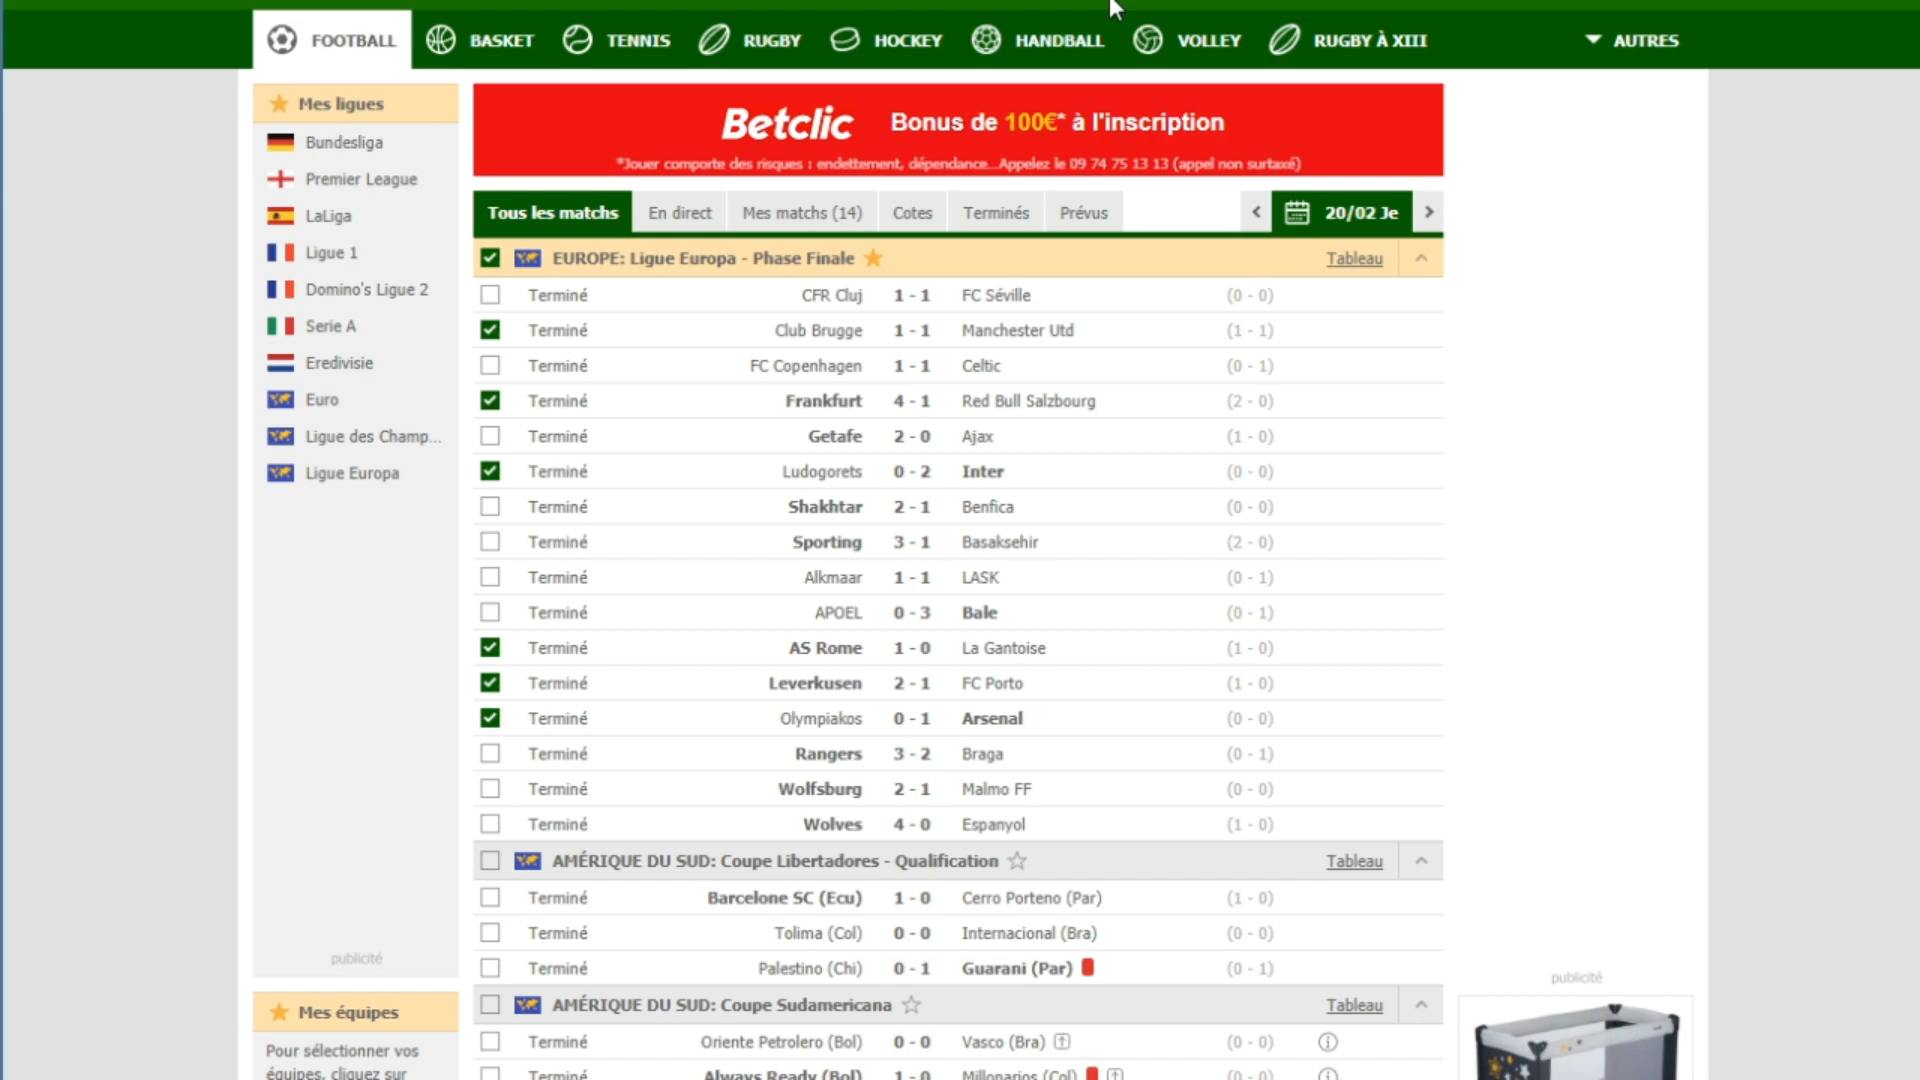 FOOTBALL BASKET TENNIS RUGBY HOCKEY HANDBALL VOLLEY RUGBY À XIII AUTRES
Mes ligues
Bundesliga
Premier League
LaLiga
Ligue 1
Domino's Ligue 2
Serie A
Eredivisie
Euro
Ligue des Champ...
Ligue Europa
publicité
Mes équipes
Pour sélectionner vos
équipes, cliquez sur
Betclic Bonus de 100€* à l'inscription
*Jouer comporte des risques : endettement, dépendance...Appelez le 09 74 75 13 13 (appel non surtaxé)
Tous les matchs En direct Mes matchs (14) Cotes Terminés Prévus 20/02 Je
EUROPE: Ligue Europa - Phase Finale Tableau
Terminé CFR Cluj 1 - 1 FC Séville (0 - 0)
Terminé Club Brugge 1 - 1 Manchester Utd (1 - 1)
Terminé FC Copenhagen 1 - 1 Celtic (0 - 1)
Terminé Frankfurt 4 - 1 Red Bull Salzbourg (2 - 0)
Terminé Getafe 2 - 0 Ajax (1 - 0)
Terminé Ludogorets 0 - 2 Inter (0 - 0)
Terminé Shakhtar 2 - 1 Benfica (0 - 0)
Terminé Sporting 3 - 1 Basaksehir (2 - 0)
Terminé Alkmaar 1 - 1 LASK (0 - 1)
Terminé APOEL 0 - 3 Bale (0 - 1)
Terminé AS Rome 1 - 0 La Gantoise (1 - 0)
Terminé Leverkusen 2 - 1 FC Porto (1 - 0)
Terminé Olympiakos 0 - 1 Arsenal (0 - 0)
Terminé Rangers 3 - 2 Braga (0 - 1)
Terminé Wolfsburg 2 - 1 Malmo FF (0 - 0)
Terminé Wolves 4 - 0 Espanyol (1 - 0)
AMÉRIQUE DU SUD: Coupe Libertadores - Qualification Tableau
Terminé Barcelone SC (Ecu) 1 - 0 Cerro Porteno (Par) (1 - 0)
Terminé Tolima (Col) 0 - 0 Internacional (Bra) (0 - 0)
Terminé Palestino (Chi) 0 - 1 Guarani (Par) (0 - 1)
AMÉRIQUE DU SUD: Coupe Sudamericana Tableau
Terminé Oriente Petrolero (Bol) 0 - 0 Vasco (Bra) (0 - 0)
Terminé Always Ready (Bol) 1 - 0 Millonarios (Col) (0 - 0)
publicité